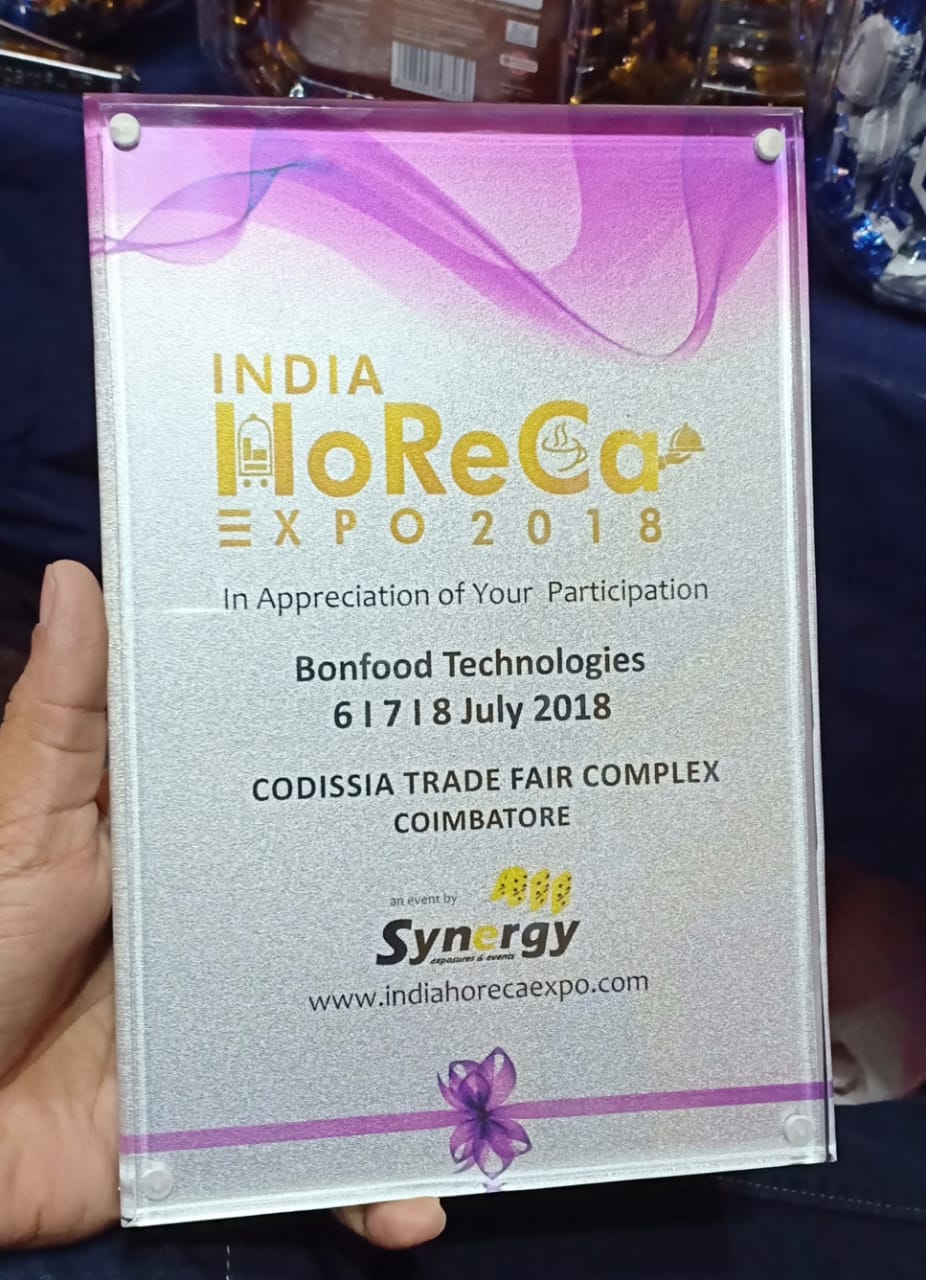 INDIA
HoReCa
EXPO 2018
In Appreciation of Your Participation
Bonfood Technologies
6 I 7 I 8 July 2018
CODISSIA TRADE FAIR COMPLEX
COIMBATORE
an event by
Synergy
exposures & events
www.indiahorecaexpo.com